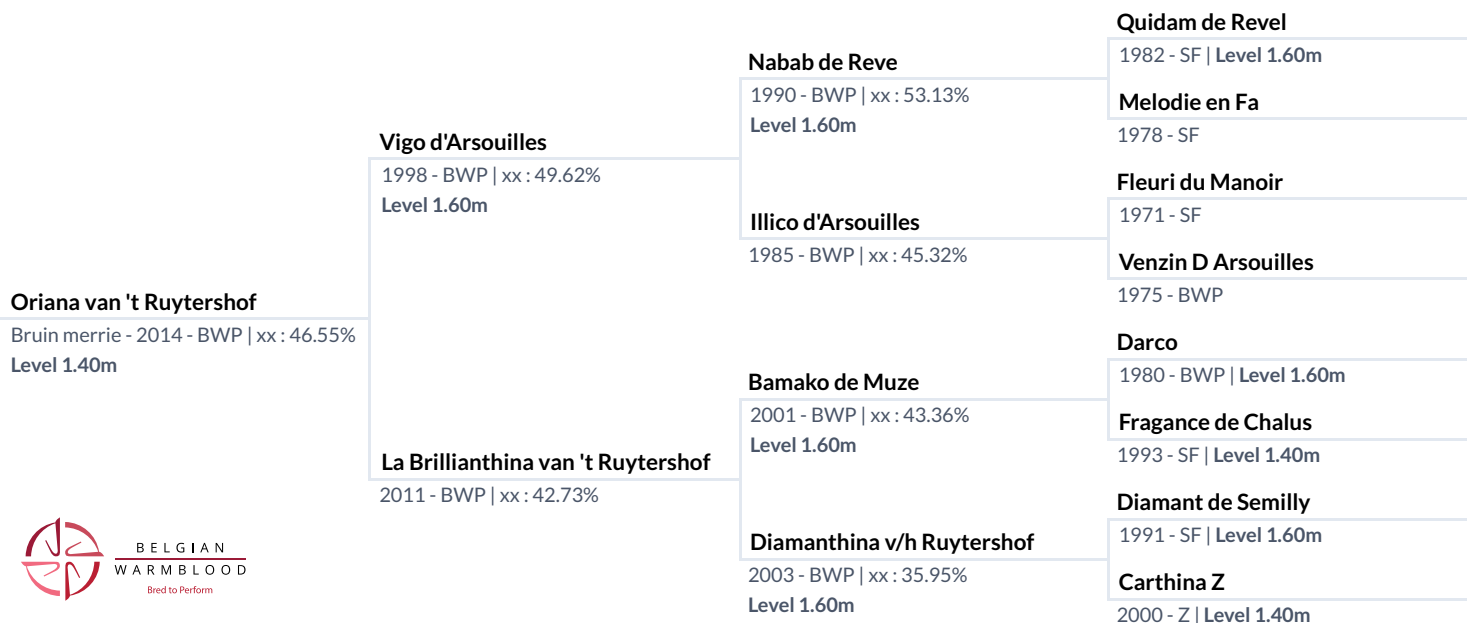 Oriana van 't Ruytershof
Bruin merrie - 2014 - BWP | xx : 46.55%
Level 1.40m
Vigo d'Arsouilles
1998 - BWP | xx : 49.62%
Level 1.60m
La Brillianthina van 't Ruytershof
2011 - BWP | xx : 42.73%
Nabab de Reve
1990 - BWP | xx : 53.13%
Level 1.60m
Illico d'Arsouilles
1985 - BWP | xx : 45.32%
Bamako de Muze
2001 - BWP | xx : 43.36%
Level 1.60m
Diamanthina v/h Ruytershof
2003 - BWP | xx : 35.95%
Level 1.60m
Quidam de Revel
1982 - SF | Level 1.60m
Melodie en Fa
1978 - SF
Fleuri du Manoir
1971 - SF
Venzin D Arsouilles
1975 - BWP
Darco
1980 - BWP | Level 1.60m
Fragance de Chalus
1993 - SF | Level 1.40m
Diamant de Semilly
1991 - SF | Level 1.60m
Carthina Z
2000 - Z | Level 1.40m
BELGIAN
WARMBLOOD
Bred to Perform